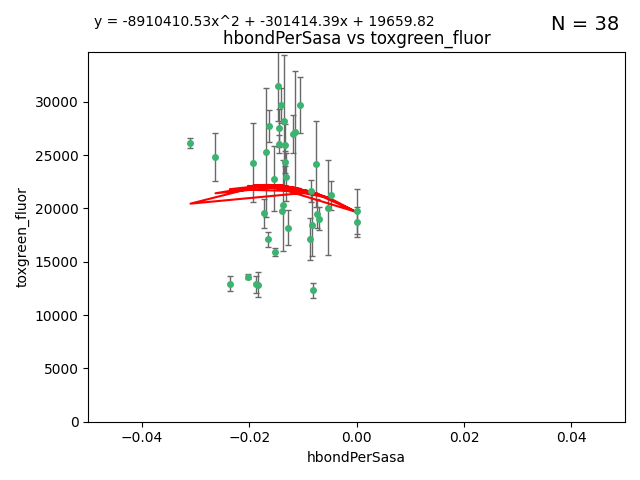 y = -8910410.53x^2 + -301414.39x + 19659.82
N = 38
hbondPerSasa vs toxgreen_fluor
30000
25000
20000
15000
10000
5000
0
toxgreen_fluor
−0.04 −0.02 0.00 0.02 0.04
hbondPerSasa